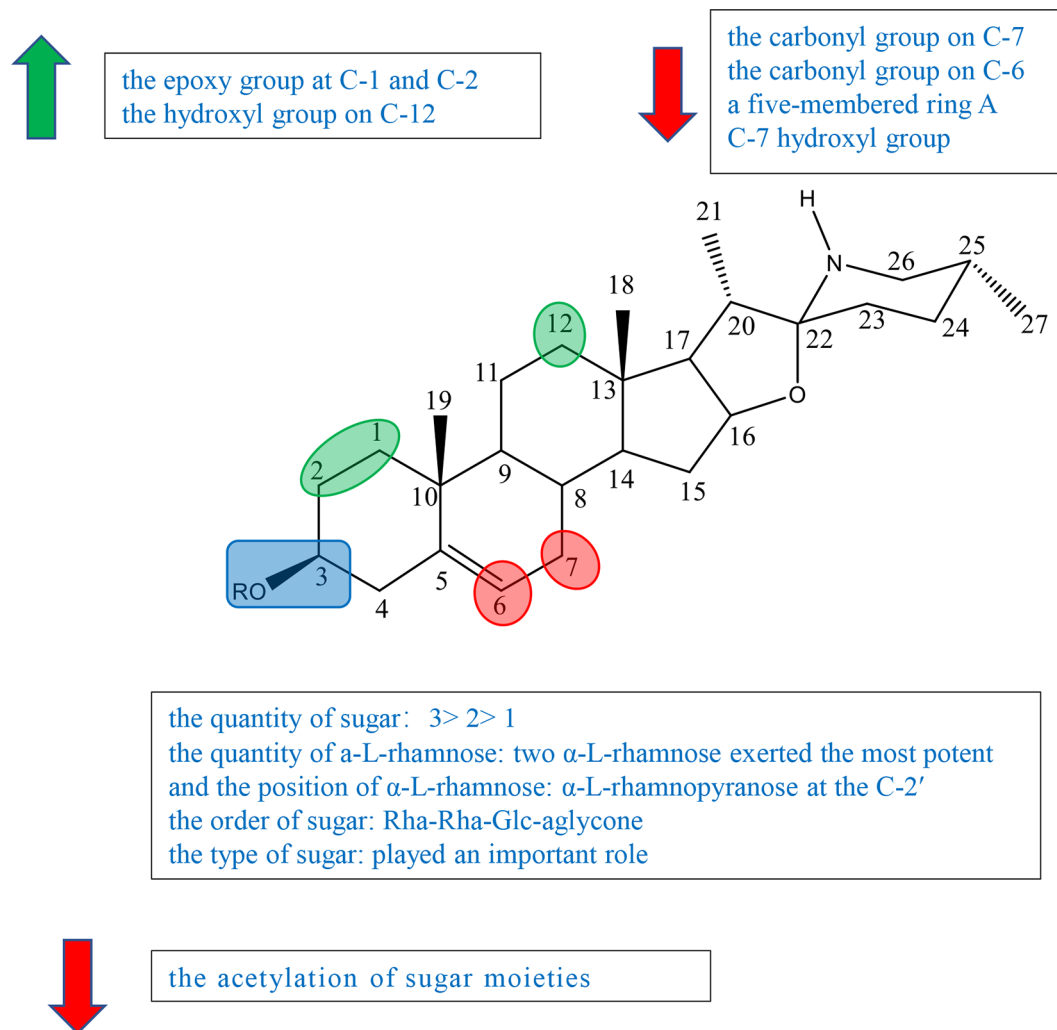 the epoxy group at C-1 and C-2
the hydroxyl group on C-12
the carbonyl group on C-7
the carbonyl group on C-6
a five-membered ring A
C-7 hydroxyl group
H
21
N
26
25
18
20
23
24
27
12
22
17
11
13
O
19
16
1
2
9
14
15
10
8
3
5
7
RO
4
6
the quantity of sugar: 3> 2> 1
the quantity of a-L-rhamnose: two α-L-rhamnose exerted the most potent
and the position of α-L-rhamnose: α-L-rhamnopyranose at the C-2′
the order of sugar: Rha-Rha-Glc-aglycone
the type of sugar: played an important role
the acetylation of sugar moieties